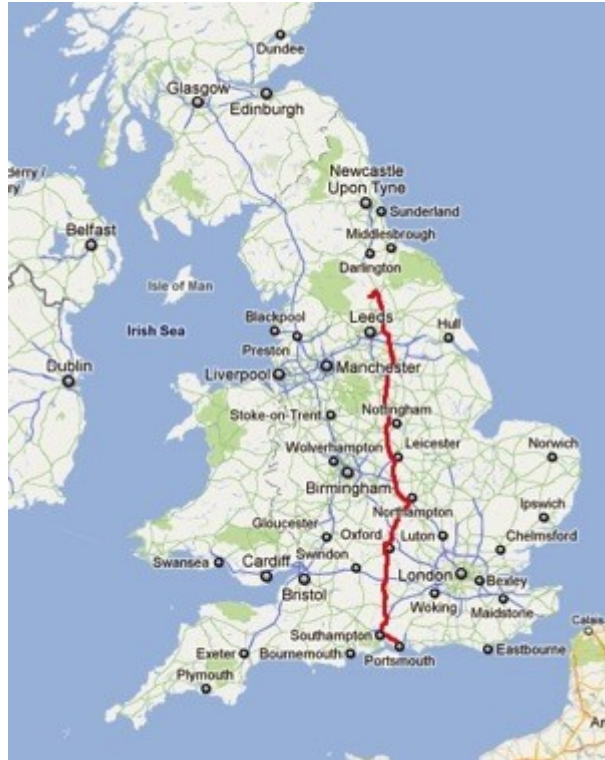 Dundee
Glasgow
Edinburgh
Newcastle
Upon Tyne
Sunderland
Belfast
Middlesbrough
Darlington
Isle of Man
Irish Sea
Blackpool
Leeds
Hull
Preston
Dublin
Liverpool
Manchester
Stoke-on-Trent
Nottingham
Wolverhampton
Leicester
Norwich
Birmingham
Northampton
Ipswich
Gloucester
Oxford
Luton
Chelmsford
Swansea
Cardiff
Swindon
London
Bexley
Bristol
Woking
Maidstone
Southampton
Calais
Exeter
Bournemouth
Portsmouth
Eastbourne
Plymouth